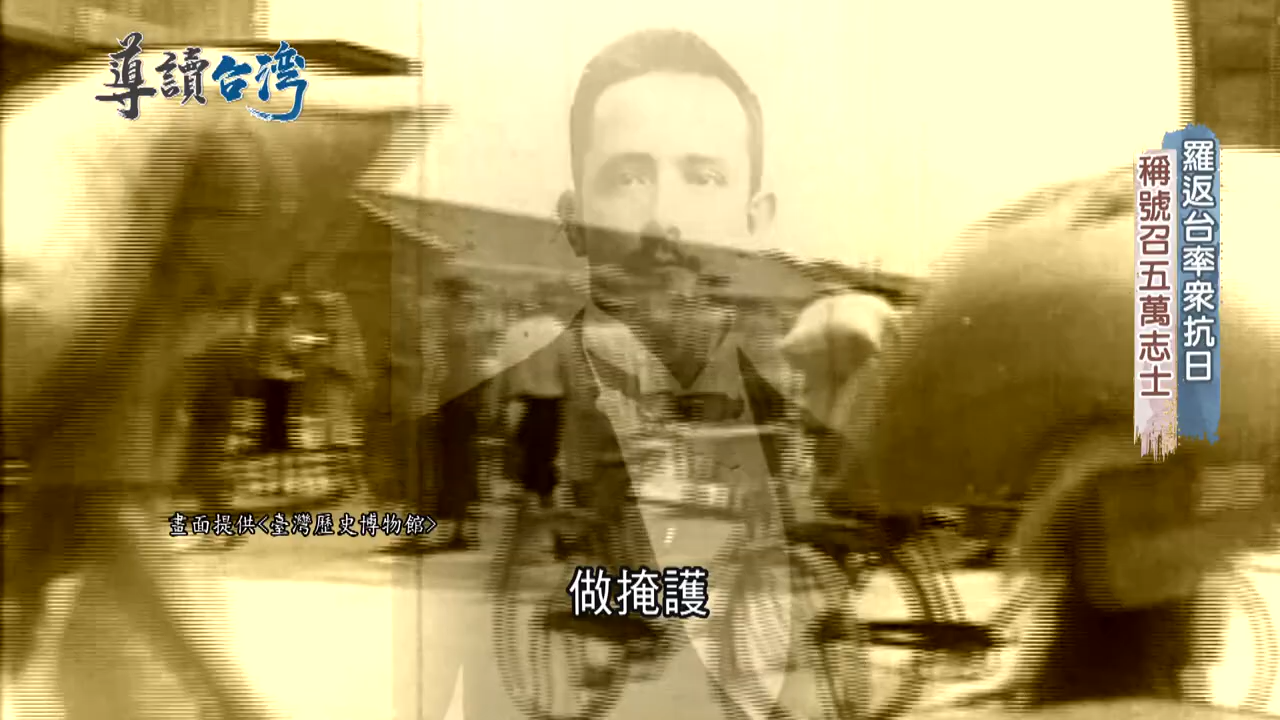 導讀台灣
羅返台率眾抗日
稱號召五萬志士
畫面提供<臺灣歷史博物館>
做掩護